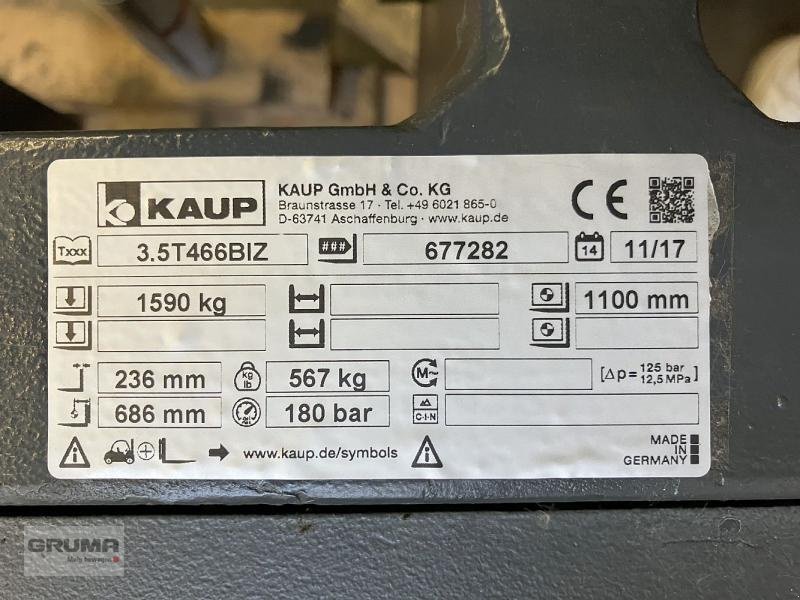 KAUP
KAUP GmbH & Co. KG
Braunstrasse 17 · Tel. +49 6021 865-0
D-63741 Aschaffenburg · www.kaup.de
CE
Txxx 3.5T466BIZ ### 677282 14 11/17
1590 kg 1100 mm
236 mm kg lb 567 kg M~ [Δp= 125 bar 12,5 MPa]
686 mm 180 bar C-I-N
www.kaup.de/symbols
MADE
IN
GERMANY
GRUMA